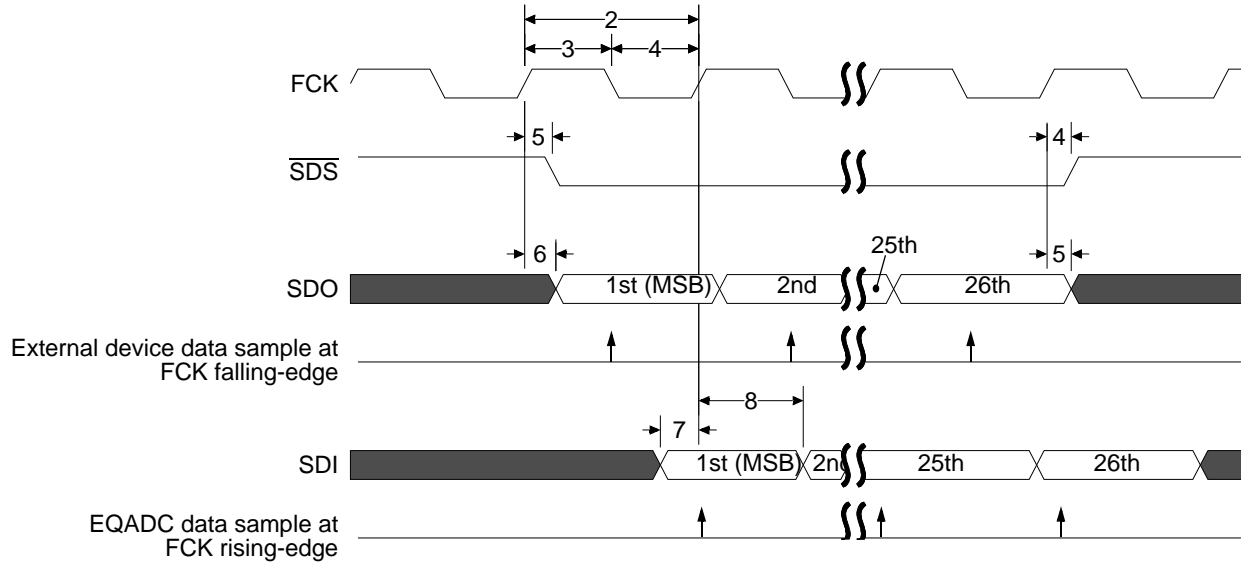 2
3 4
FCK
5 4
SDS
25th
6 5
SDO 1st (MSB) 2nd 26th
External device data sample at
FCK falling-edge
8
7
SDI 1st (MSB) 2nd 25th 26th
EQADC data sample at
FCK rising-edge